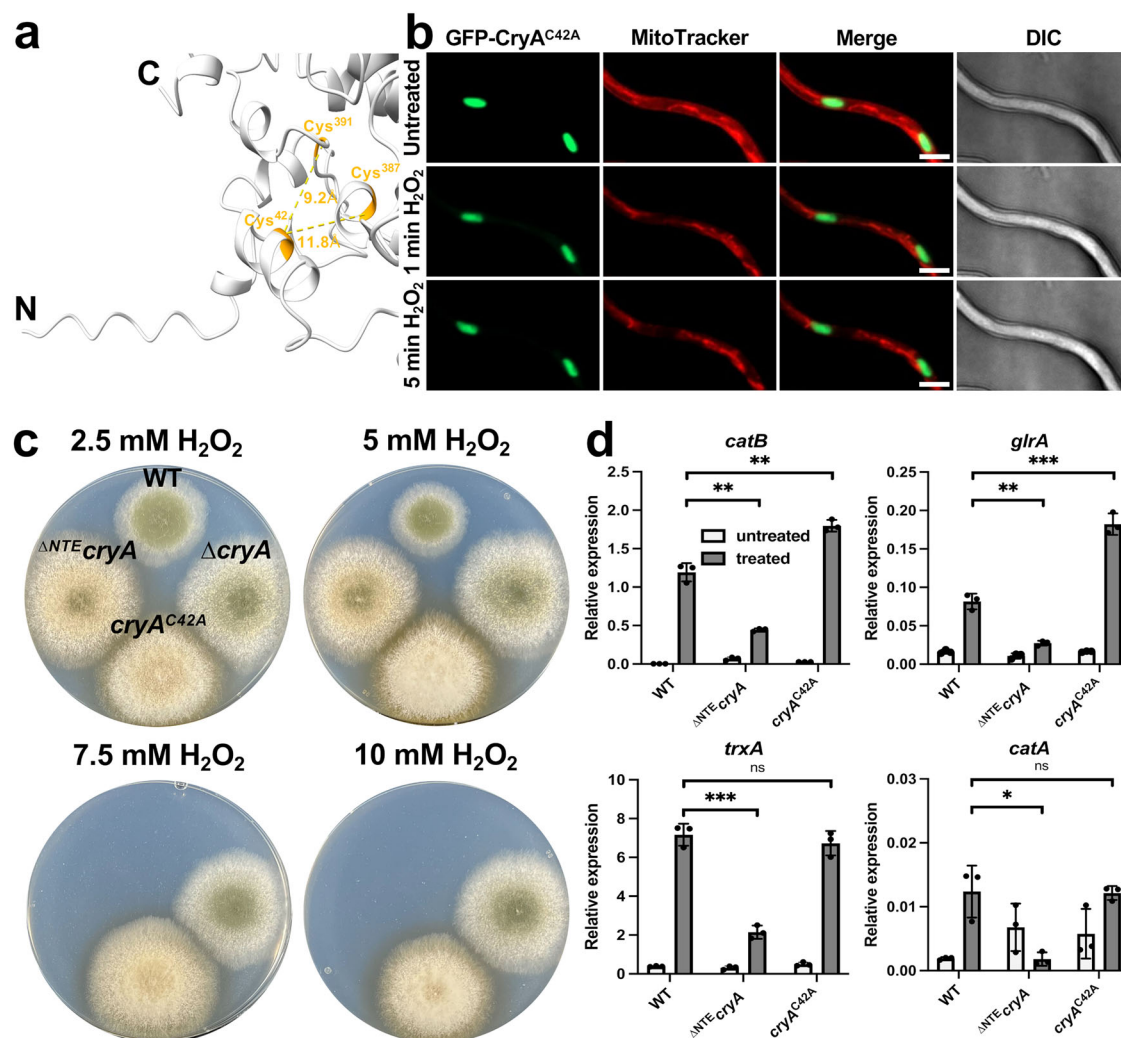 a
C
Cys391
Cys387
9.2Å
Cys42
11.8Å
N
b
GFP-CryAC42A
MitoTracker
Merge
DIC
Untreated
1 min H2O2
5 min H2O2
c
2.5 mM H2O2
5 mM H2O2
WT
ΔNTEcryA
ΔcryA
cryAC42A
7.5 mM H2O2
10 mM H2O2
d
catB
Relative expression
2.5
2.0
1.5
1.0
0.5
0.0
**
**
untreated
treated
WT
ΔNTEcryA
cryAC42A
glrA
Relative expression
0.25
0.20
0.15
0.10
0.05
0.00
***
**
WT
ΔNTEcryA
cryAC42A
trxA
Relative expression
10
8
6
4
2
0
ns
***
WT
ΔNTEcryA
cryAC42A
catA
Relative expression
0.03
0.02
0.01
0.00
ns
*
WT
ΔNTEcryA
cryAC42A